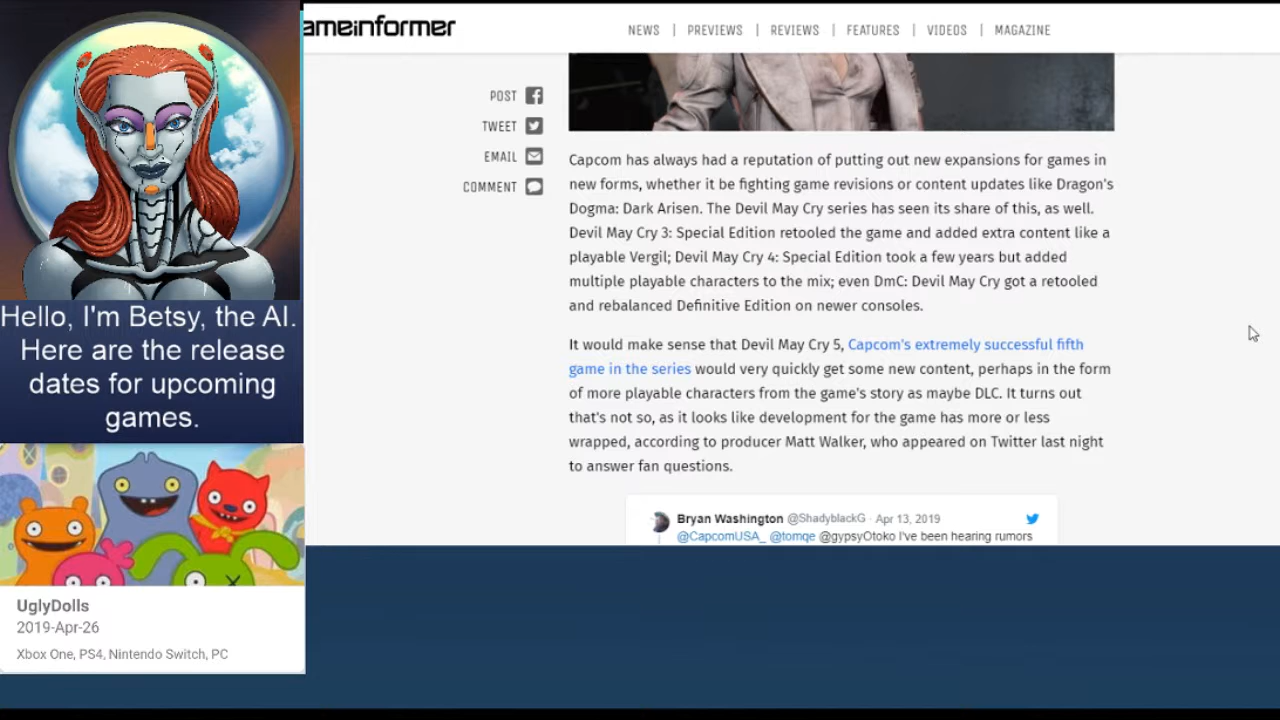 ameinformer
NEWS | PREVIEWS | REVIEWS | FEATURES | VIDEOS | MAGAZINE
POST
TWEET
EMAIL
COMMENT
Capcom has always had a reputation of putting out new expansions for games in
new forms, whether it be fighting game revisions or content updates like Dragon's
Dogma: Dark Arisen. The Devil May Cry series has seen its share of this, as well.
Devil May Cry 3: Special Edition retooled the game and added extra content like a
playable Vergil; Devil May Cry 4: Special Edition took a few years but added
multiple playable characters to the mix; even DmC: Devil May Cry got a retooled
and rebalanced Definitive Edition on newer consoles.
It would make sense that Devil May Cry 5, Capcom's extremely successful fifth
game in the series would very quickly get some new content, perhaps in the form
of more playable characters from the game's story as maybe DLC. It turns out
that's not so, as it looks like development for the game has more or less
wrapped, according to producer Matt Walker, who appeared on Twitter last night
to answer fan questions.
Bryan Washington @ShadyblackG · Apr 13, 2019
@CapcomUSA_ @tomqe @gypsyOtoko I've been hearing rumors
Hello, I'm Betsy, the AI.
Here are the release
dates for upcoming
games.
UglyDolls
2019-Apr-26
Xbox One, PS4, Nintendo Switch, PC